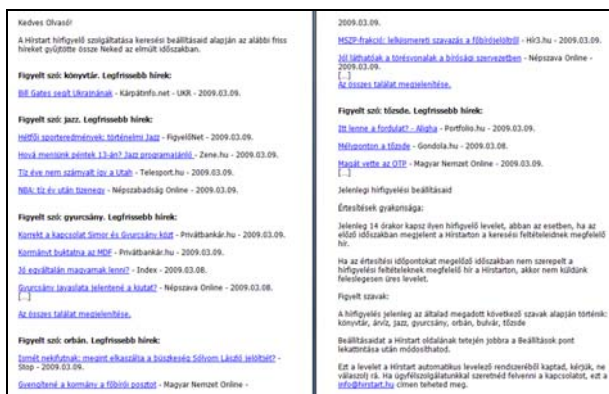 Kedves Olvasó!
A Hírstart hírfigyelő szolgáltatása keresési beállításaid alapján az alábbi friss
híreket gyűjtötte össze Neked az elmúlt időszakban.
Figyelt szó: könyvtár. Legfrissebb hírek:
Bill Gates segít Ukrajnának - Kárpátinfo.net - UKR - 2009.03.09.
Figyelt szó: jazz. Legfrissebb hírek:
Hétfői sporteredmények: történelmi Jazz - FigyelőNet - 2009.03.09.
Hová menjünk péntek 13-án? Jazz programajánló - Zene.hu - 2009.03.09.
Tíz éve nem számvalt így a Utah - Telesport.hu - 2009.03.09.
NBA: tíz év után tizenegy - Népszabadság Online - 2009.03.09.
Figyelt szó: gyurcsány. Legfrissebb hírek:
Korrekt a kapcsolat Simor és Gyurcsány közt - Privátbankár.hu - 2009.03.09.
Kormányt buktatna az MDF - Privátbankár.hu - 2009.03.09.
Jó egyáltalán magyarnak lenni? - Index - 2009.03.08.
Gyurcsány javaslata jelentené a kiutat? - Népszava Online - 2009.03.08.
[...]
Az összes találat megjelenítése.
Figyelt szó: orbán. Legfrissebb hírek:
Ismét nekifutnak: megint elkaszálja a büszkeség Sólyom László jelöltjét? -
Stop - 2009.03.09.
Gyengítené a kormány a főbírói posztot - Magyar Nemzet Online -
2009.03.09.
MSZP-frakció: lelkiismereti szavazás a főbírójelöltről - Hír3.hu - 2009.03.09.
Jól láthatóak a törésvonalak a bírósági szervezetben - Népszava Online -
2009.03.09.
[...]
Az összes találat megjelenítése.
Figyelt szó: tőzsde. Legfrissebb hírek:
Itt lenne a fordulat? - Aligha - Portfolio.hu - 2009.03.09.
Mélyponton a tőzsde - Gondola.hu - 2009.03.08.
Magát vette az OTP - Magyar Nemzet Online - 2009.03.09.
[...]
Jelenlegi hírfigyelési beállításaid
Értesítések gyakorisága:
Jelenleg 14 órakor kapsz ilyen hírfigyelő levelet, abban az esetben, ha az
előző időszakban megjelent a Hírstarton a keresési feltételeidnek megfelelő
hír.
Ha az értesítési időpontokat megelőző időszakban nem szerepelt a
hírfigyelési feltételeknek megfelelő hír a Hírstarton, akkor nem küldünk
feleslegesen üres levelet.
Figyelt szavak:
A hírfigyelés jelenleg az általad megadott következő szavak alapján történik:
könyvtár, árvíz, jazz, gyurcsány, orbán, bulvár, tőzsde
Beállításaidat a Hírstart oldalának tetején jobbra a Beállítások pont
lekattintása után módosíthatod.
Ezt a levelet a Hírstart automatikus levelező rendszeréből kaptad, kérjük, ne
válaszolj rá. Ha ügyfélszolgálatunkkal szeretnéd felvenni a kapcsolatot, ezt a
info@hirstart.hu címen teheted meg.